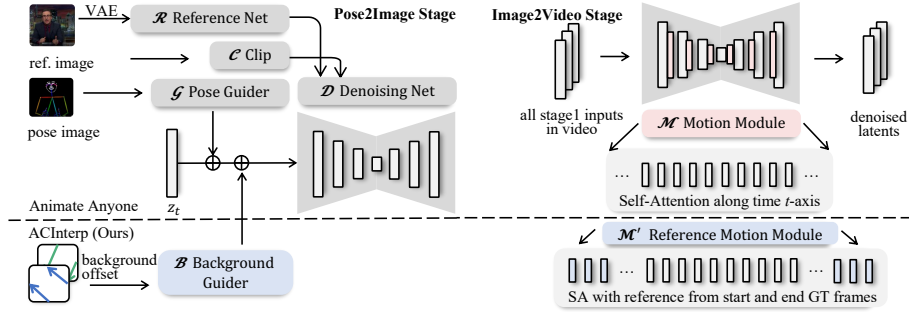 VAE
𝓡 Reference Net
Pose2Image Stage
ref. image
𝓒 Clip
𝓖 Pose Guider
𝓓 Denoising Net
pose image
z_t
Animate Anyone
Image2Video Stage
all stage1 inputs
in video
denoised
latents
𝓜 Motion Module
... ...
Self-Attention along time t-axis
ACInterp (Ours)
background
offset
𝓑 Background
Guider
𝓜′ Reference Motion Module
... ...
SA with reference from start and end GT frames